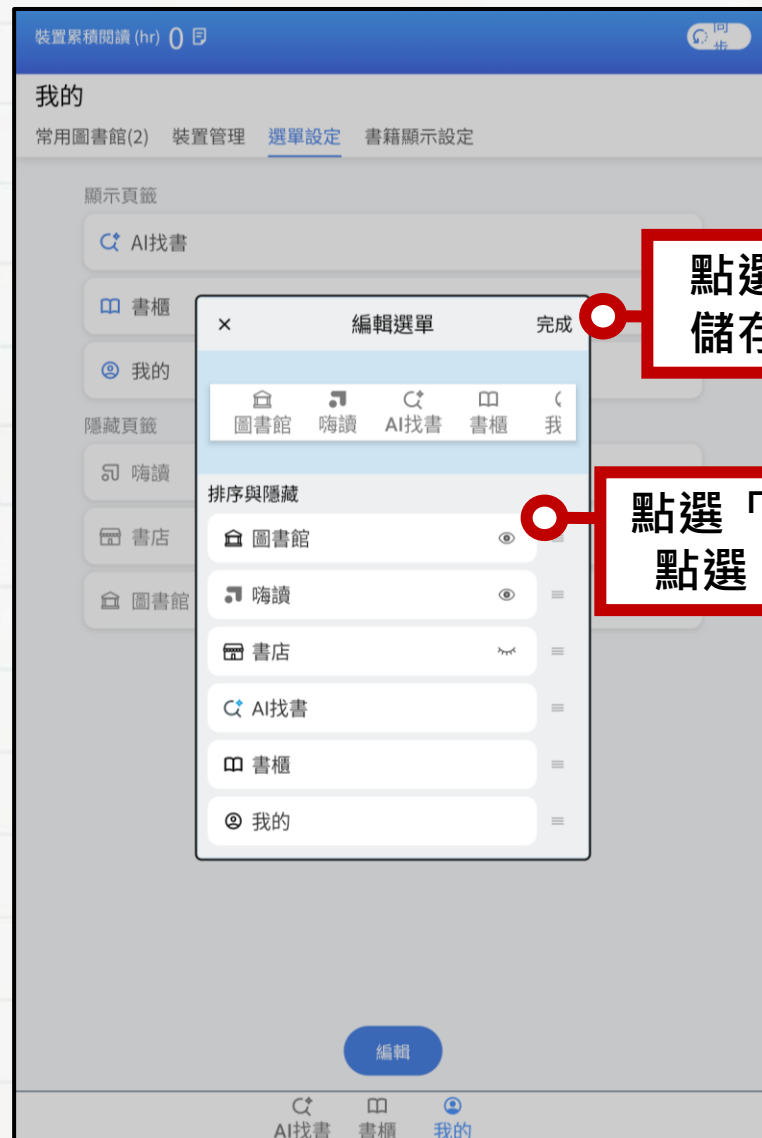 裝置累積閱讀 (hr) 0
同步
我的
常用圖書館(2) 裝置管理 選單設定 書籍顯示設定
顯示頁籤
AI找書
書櫃
我的
隱藏頁籤
嗨讀
書店
圖書館
× 編輯選單 完成
圖書館 嗨讀 AI找書 書櫃 我
排序與隱藏
圖書館
嗨讀
書店
AI找書
書櫃
我的
點選
儲存
點選「
點選
編輯
AI找書 書櫃 我的